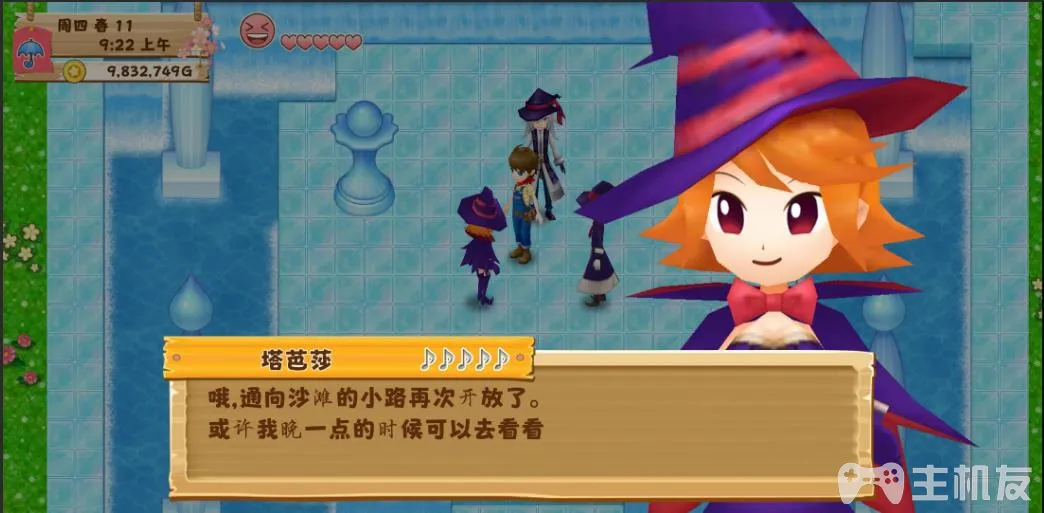 周四 春 11
9:22 上午
9,832,749G
塔芭莎
哦,通向沙滩的小路再次开放了。
或许我晚一点的时候可以去看看
主机友